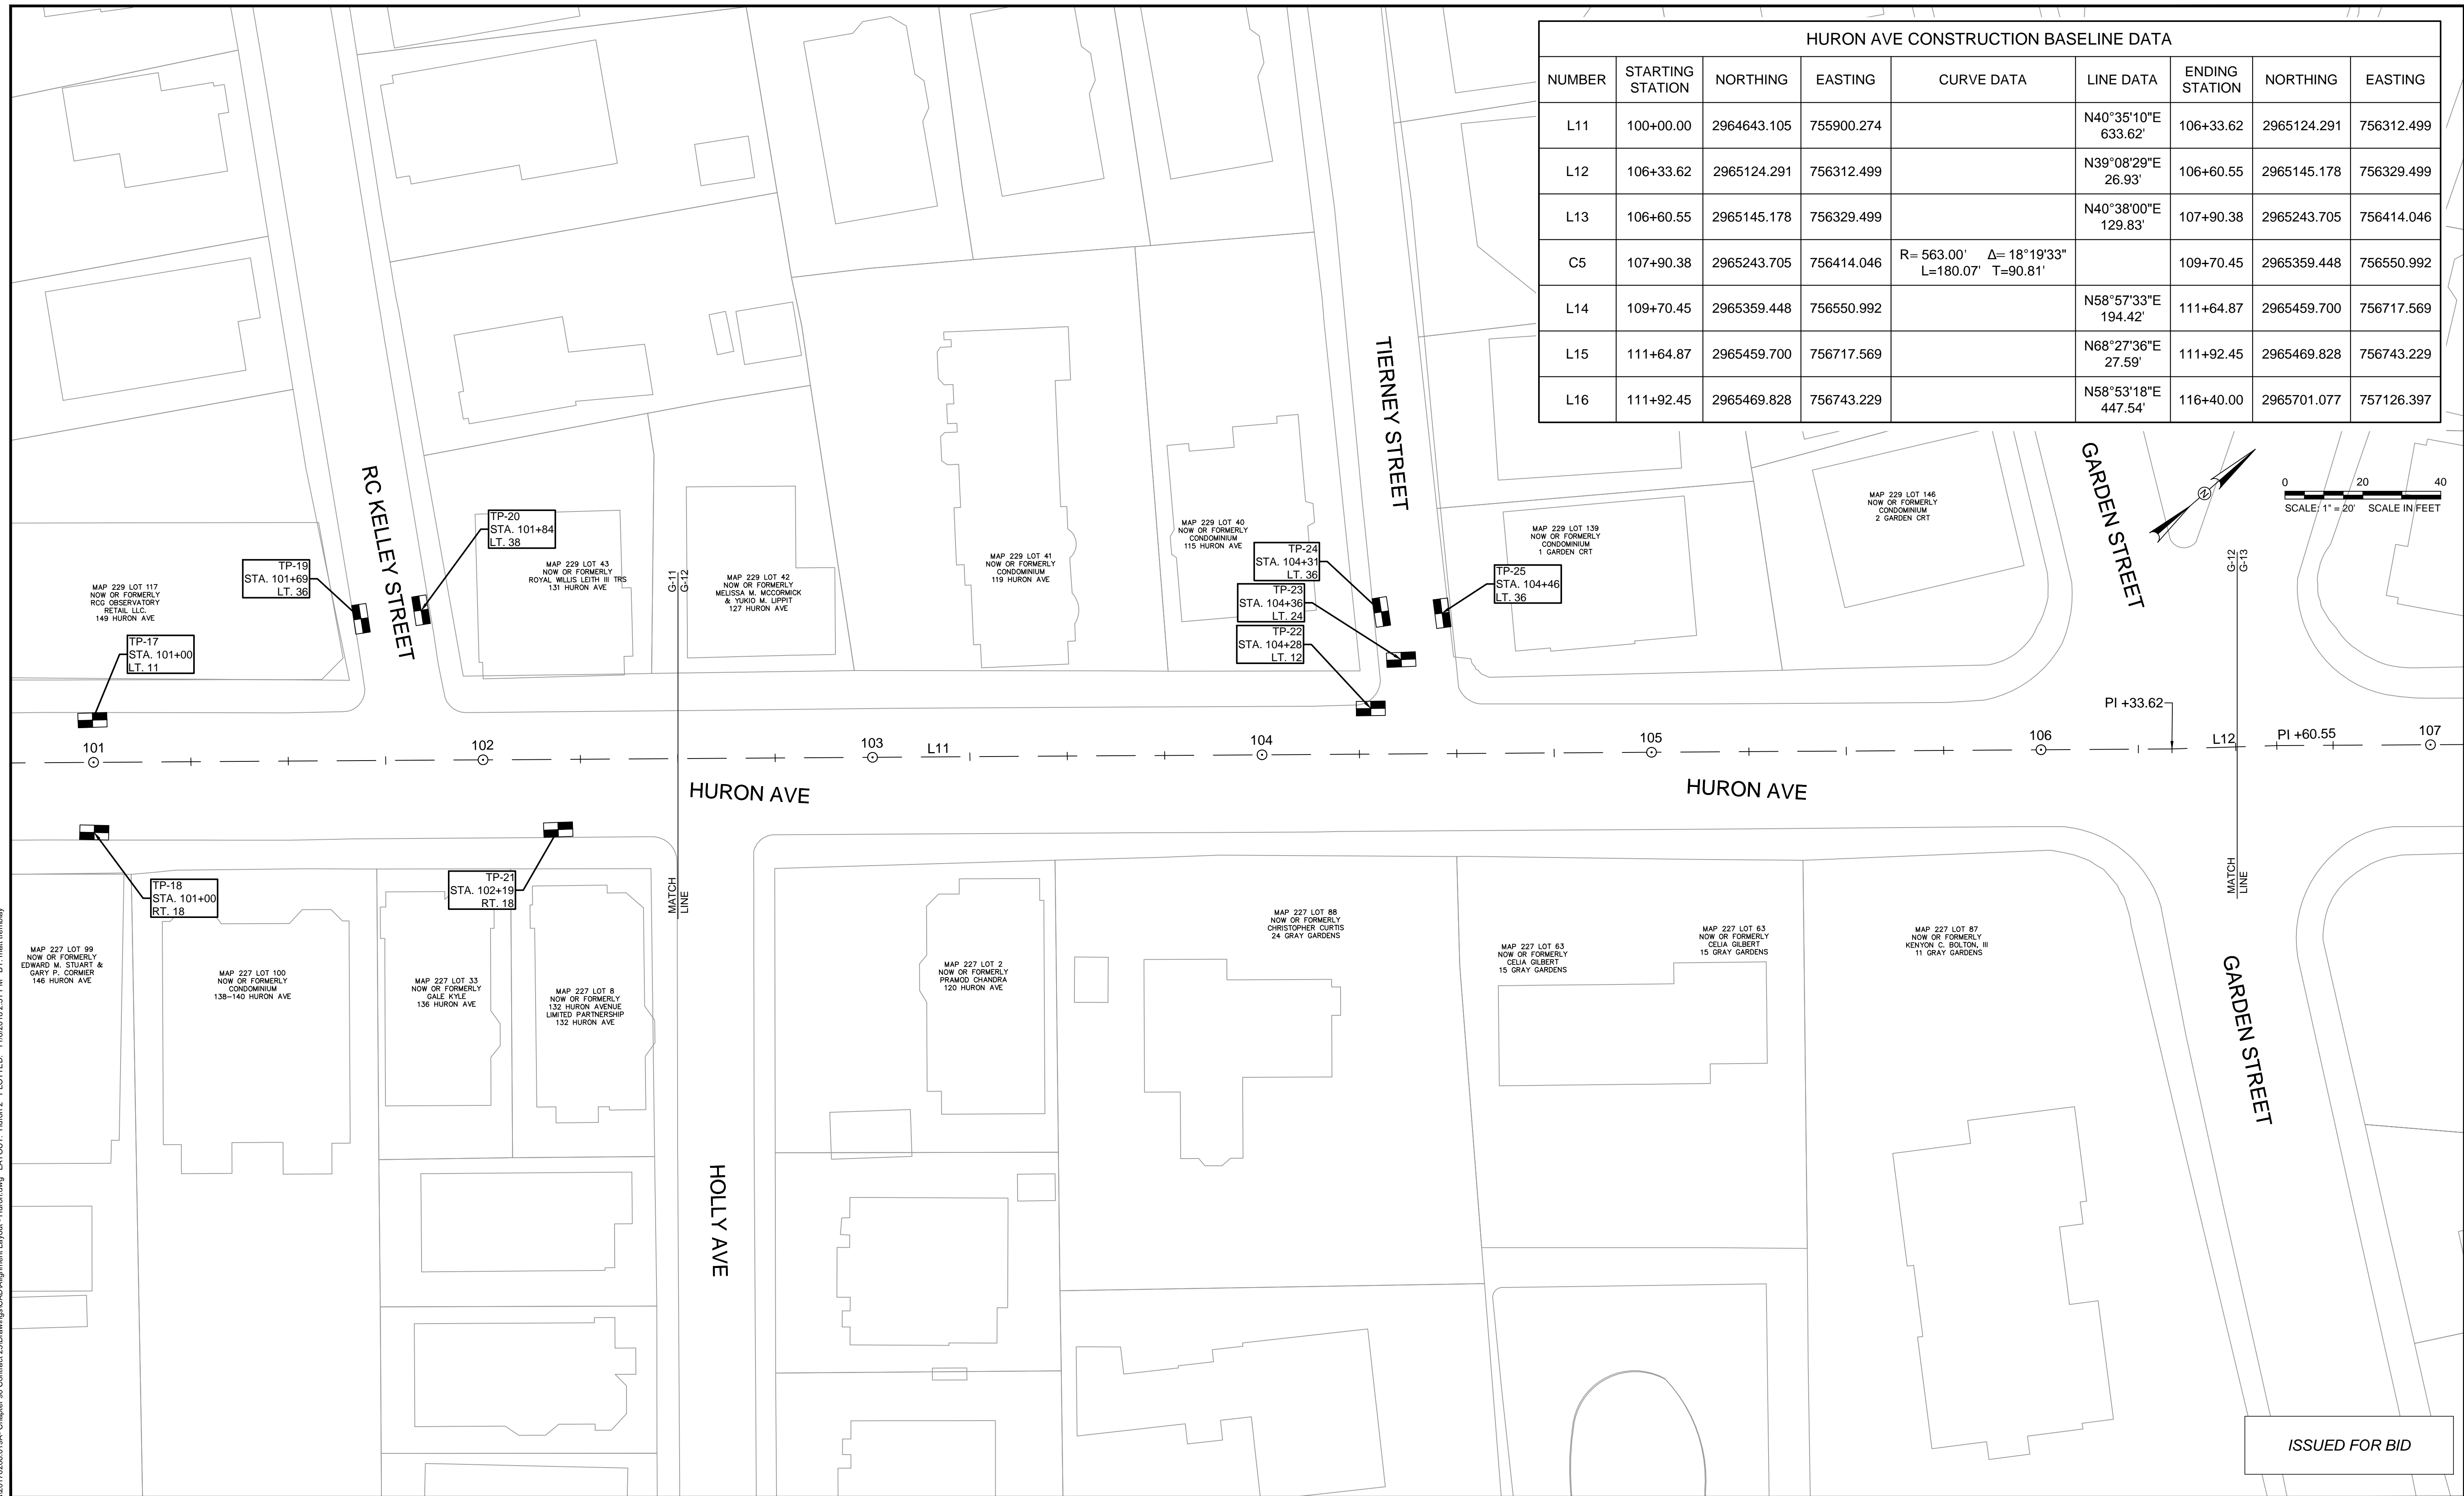 HURON AVE CONSTRUCTION BASELINE DATA
NUMBER STARTING STATION NORTHING EASTING CURVE DATA LINE DATA ENDING STATION NORTHING EASTING
L11 100+00.00 2964643.105 755900.274 N40°35'10"E 633.62' 106+33.62 2965124.291 756312.499
L12 106+33.62 2965124.291 756312.499 N39°08'29"E 26.93' 106+60.55 2965145.178 756329.499
L13 106+60.55 2965145.178 756329.499 N40°38'00"E 129.83' 107+90.38 2965243.705 756414.046
C5 107+90.38 2965243.705 756414.046 R= 563.00' Δ= 18°19'33" L=180.07' T=90.81' 109+70.45 2965359.448 756550.992
L14 109+70.45 2965359.448 756550.992 N58°57'33"E 194.42' 111+64.87 2965459.700 756717.569
L15 111+64.87 2965459.700 756717.569 N68°27'36"E 27.59' 111+92.45 2965469.828 756743.229
L16 111+92.45 2965469.828 756743.229 N58°53'18"E 447.54' 116+40.00 2965701.077 757126.397
TIERNEY STREET
RC KELLEY STREET
GARDEN STREET
N
0 20 40
SCALE: 1" = 20' SCALE IN FEET
TP-20
STA. 101+84
LT. 38
TP-19
STA. 101+69
LT. 36
MAP 229 LOT 117
NOW OR FORMERLY
RCG OBSERVATORY
RETAIL LLC.
149 HURON AVE
TP-17
STA. 101+00
LT. 11
MAP 229 LOT 43
NOW OR FORMERLY
ROYAL WILLIS LEITH III TRS
131 HURON AVE
G-11
G-12
MAP 229 LOT 42
NOW OR FORMERLY
MELISSA M. MCCORMICK
& YUKIO M. LIPPIT
127 HURON AVE
MAP 229 LOT 41
NOW OR FORMERLY
CONDOMINIUM
119 HURON AVE
MAP 229 LOT 40
NOW OR FORMERLY
CONDOMINIUM
115 HURON AVE
TP-24
STA. 104+31
LT. 36
TP-23
STA. 104+36
LT. 24
TP-22
STA. 104+28
LT. 12
TP-25
STA. 104+46
LT. 36
MAP 229 LOT 139
NOW OR FORMERLY
CONDOMINIUM
1 GARDEN CRT
MAP 229 LOT 146
NOW OR FORMERLY
CONDOMINIUM
2 GARDEN CRT
G-12
G-13
PI +33.62
101 102 103 L11 104 105 106 L12 PI +60.55 107
HURON AVE
HURON AVE
TP-18
STA. 101+00
RT. 18
TP-21
STA. 102+19
RT. 18
MATCH
LINE
MATCH
LINE
MAP 227 LOT 99
NOW OR FORMERLY
EDWARD M. STUART &
GARY P. CORMIER
146 HURON AVE
MAP 227 LOT 100
NOW OR FORMERLY
CONDOMINIUM
138-140 HURON AVE
MAP 227 LOT 33
NOW OR FORMERLY
GALE KYLE
136 HURON AVE
MAP 227 LOT 8
NOW OR FORMERLY
132 HURON AVENUE
LIMITED PARTNERSHIP
132 HURON AVE
MAP 227 LOT 2
NOW OR FORMERLY
PRAMOD CHANDRA
120 HURON AVE
MAP 227 LOT 88
NOW OR FORMERLY
CHRISTOPHER CURTIS
24 GRAY GARDENS
MAP 227 LOT 63
NOW OR FORMERLY
CELIA GILBERT
15 GRAY GARDENS
MAP 227 LOT 63
NOW OR FORMERLY
CELIA GILBERT
15 GRAY GARDENS
MAP 227 LOT 87
NOW OR FORMERLY
KENYON C. BOLTON, III
11 GRAY GARDENS
HOLLY AVE
GARDEN STREET
ISSUED FOR BID